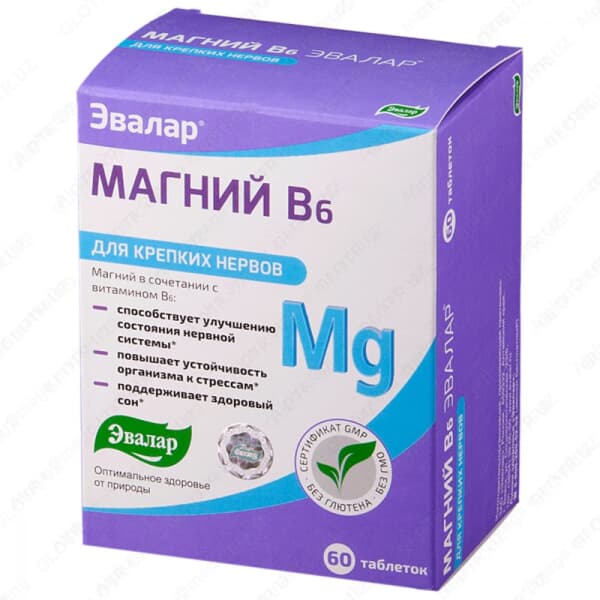 МАГНИЙ В6 ЭВАЛАР
ДЛЯ КРЕПКИХ НЕРВОВ
Эвалар
Эвалар®
МАГНИЙ В6
ДЛЯ КРЕПКИХ НЕРВОВ
Магний в сочетании с
витамином В6:
– способствует улучшению
состояния нервной
системы*
– повышает устойчивость
организма к стрессам*
– поддерживает здоровый
сон*
Mg
Эвалар
Оптимальное здоровье
от природы
СЕРТИФИКАТ GMP
БЕЗ ГЛЮТЕНА · БЕЗ ГМО
60 таблеток
60 таблеток
МАГНИЙ В6 ЭВАЛАР
ДЛЯ КРЕПКИХ НЕРВОВ